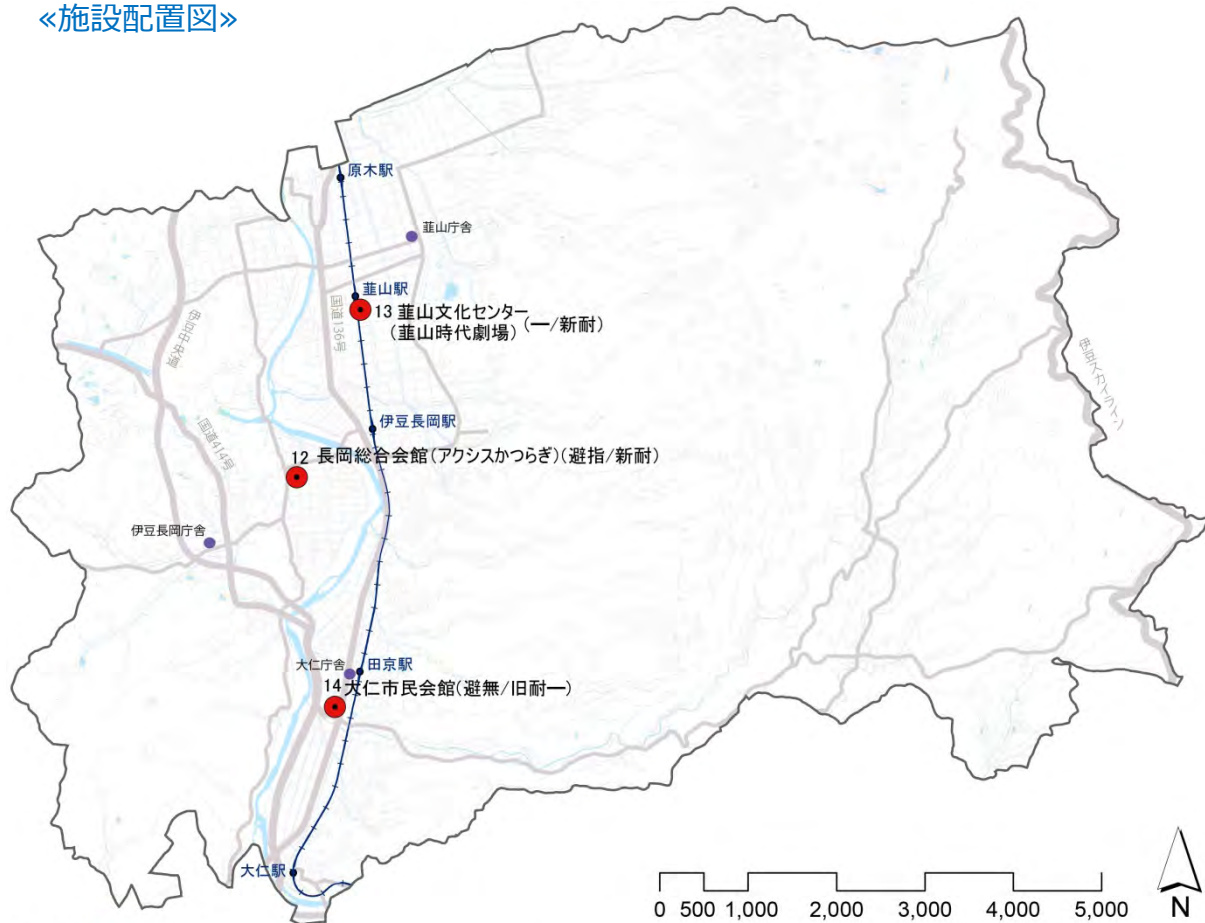 ≪施設配置図≫
原木駅
韮山庁舎
韮山駅
国道136号
13 韮山文化センター
(韮山時代劇場)
(ー/新耐)
伊豆中央道
伊豆スカイライン
国道414号
伊豆長岡駅
12 長岡総合会館(アクシスかつらぎ)(避指/新耐)
伊豆長岡庁舎
大仁庁舎
田京駅
14 大仁市民会館(避無/旧耐ー)
大仁駅
0 500 1,000 2,000 3,000 4,000 5,000
N